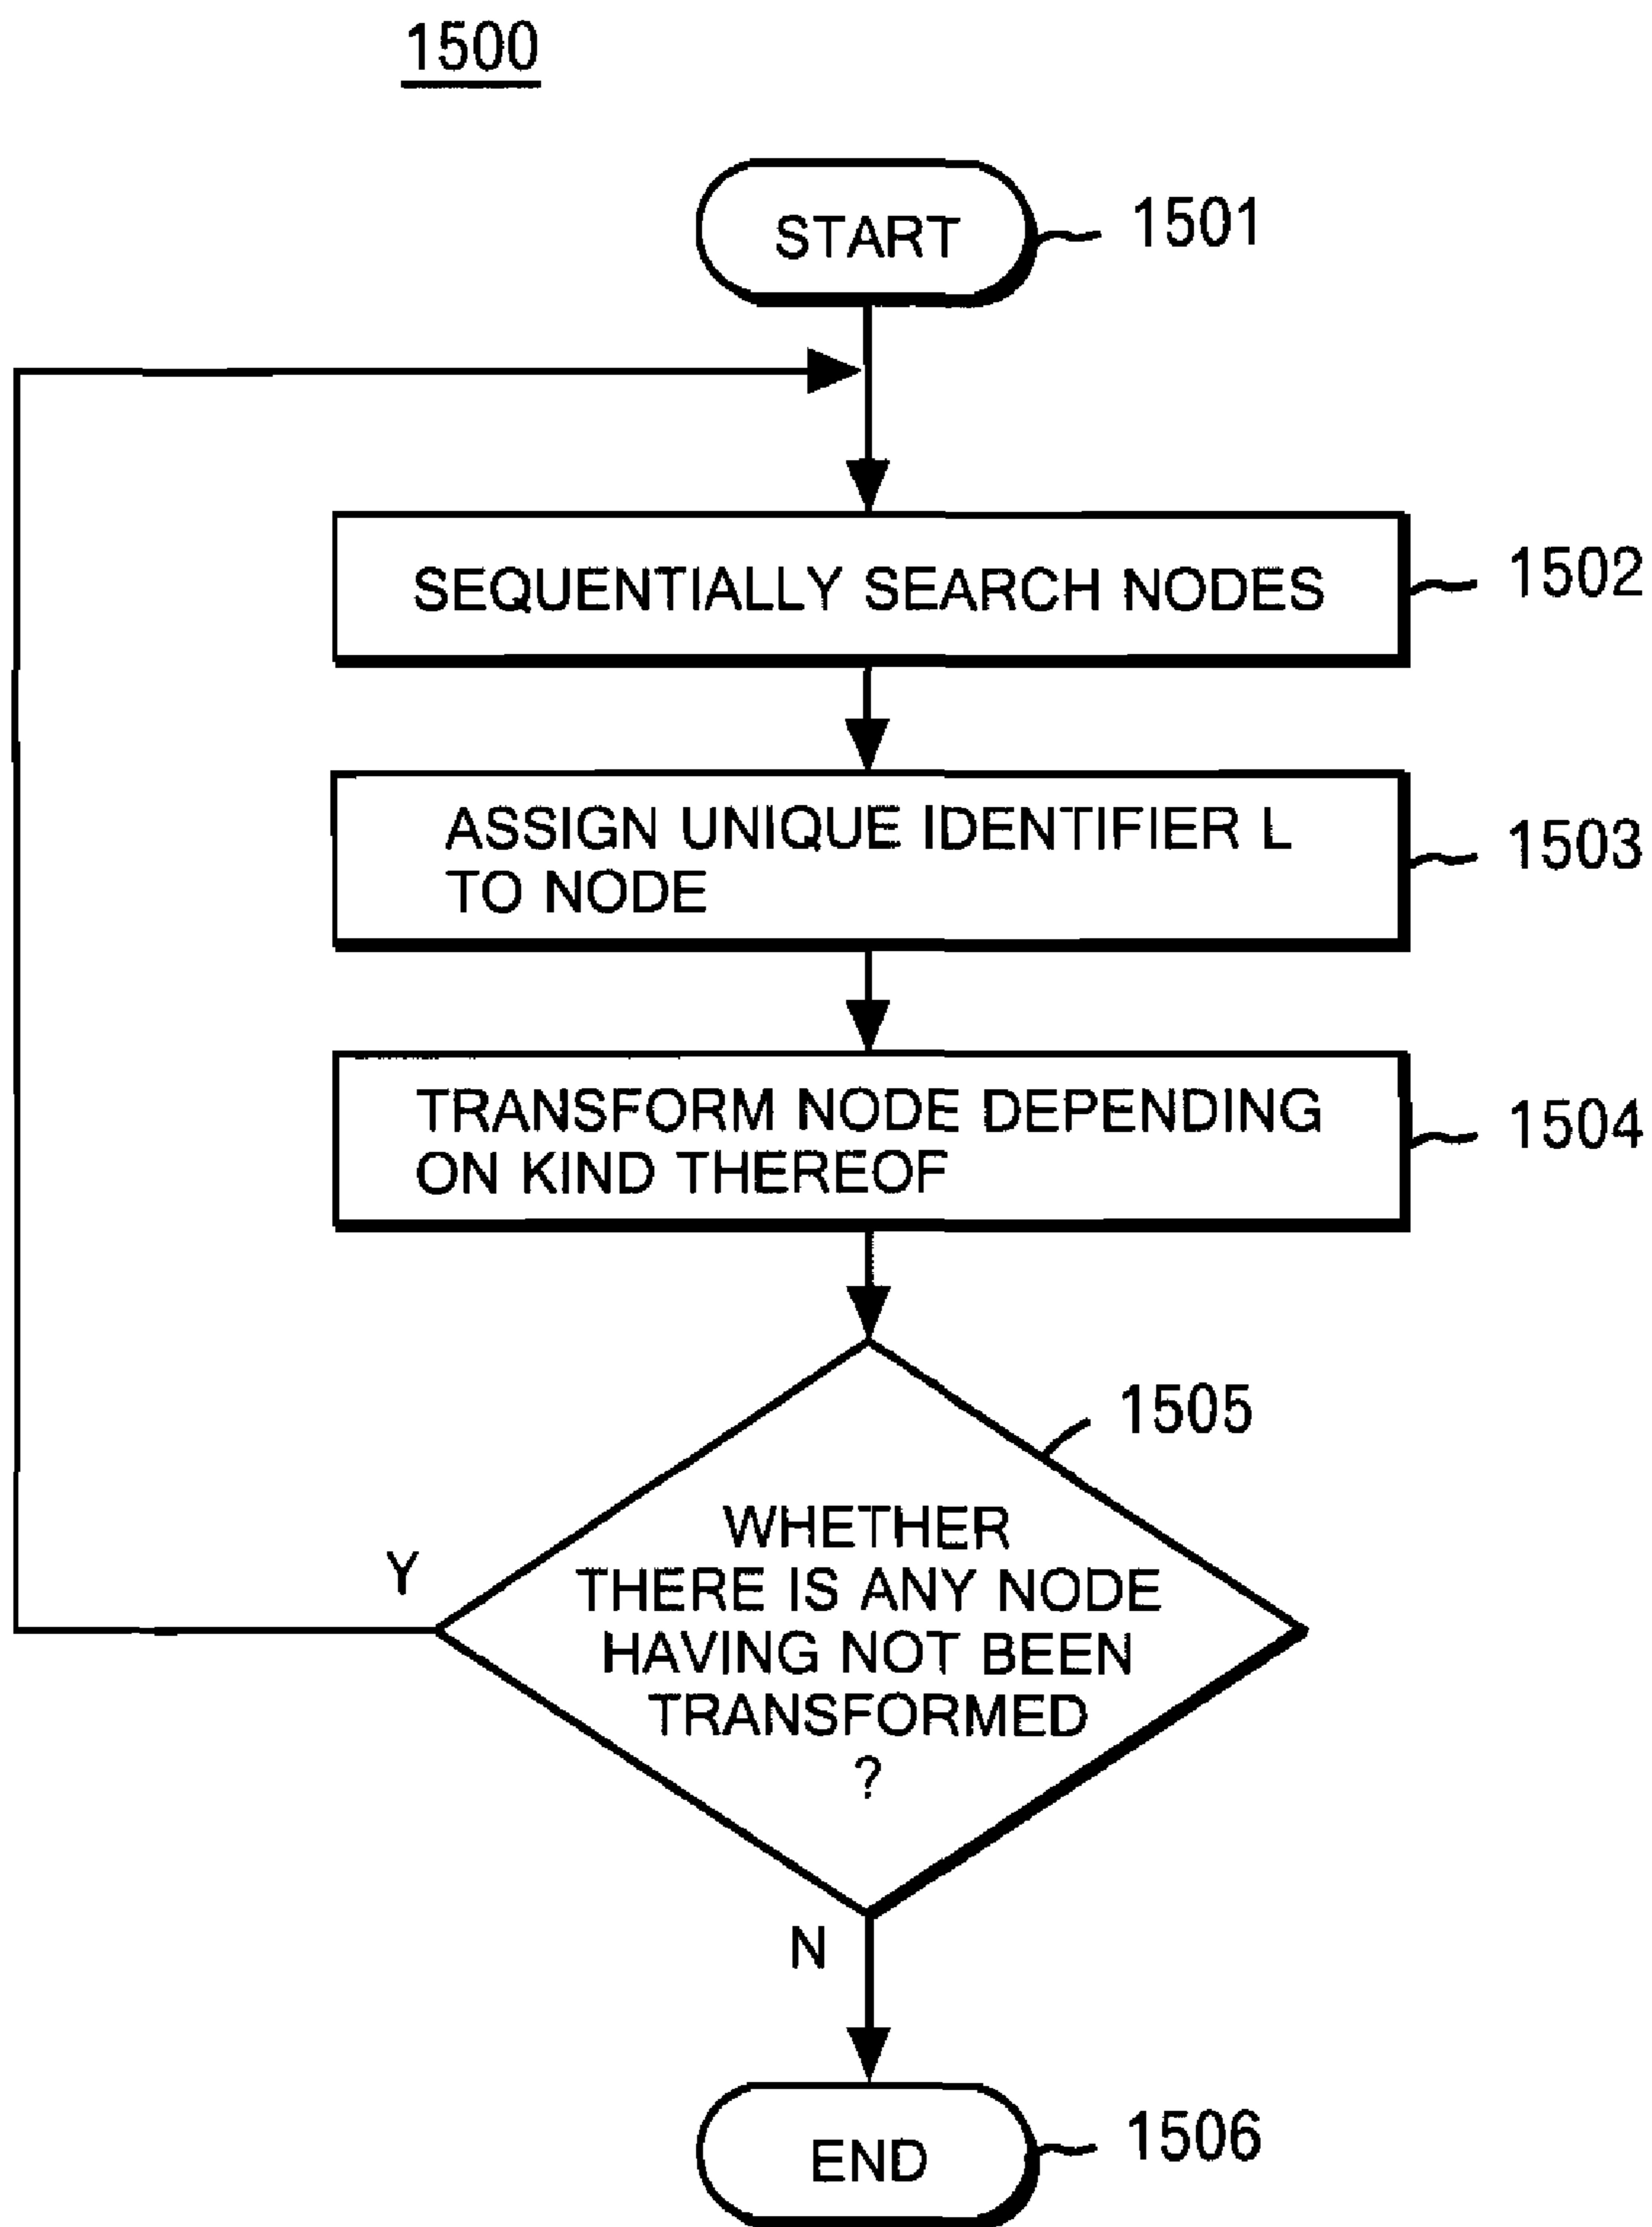 1500
START
1501
SEQUENTIALLY SEARCH NODES
1502
ASSIGN UNIQUE IDENTIFIER L
TO NODE
1503
TRANSFORM NODE DEPENDING
ON KIND THEREOF
1504
1505
WHETHER
THERE IS ANY NODE
HAVING NOT BEEN
TRANSFORMED
?
Y
N
END
1506